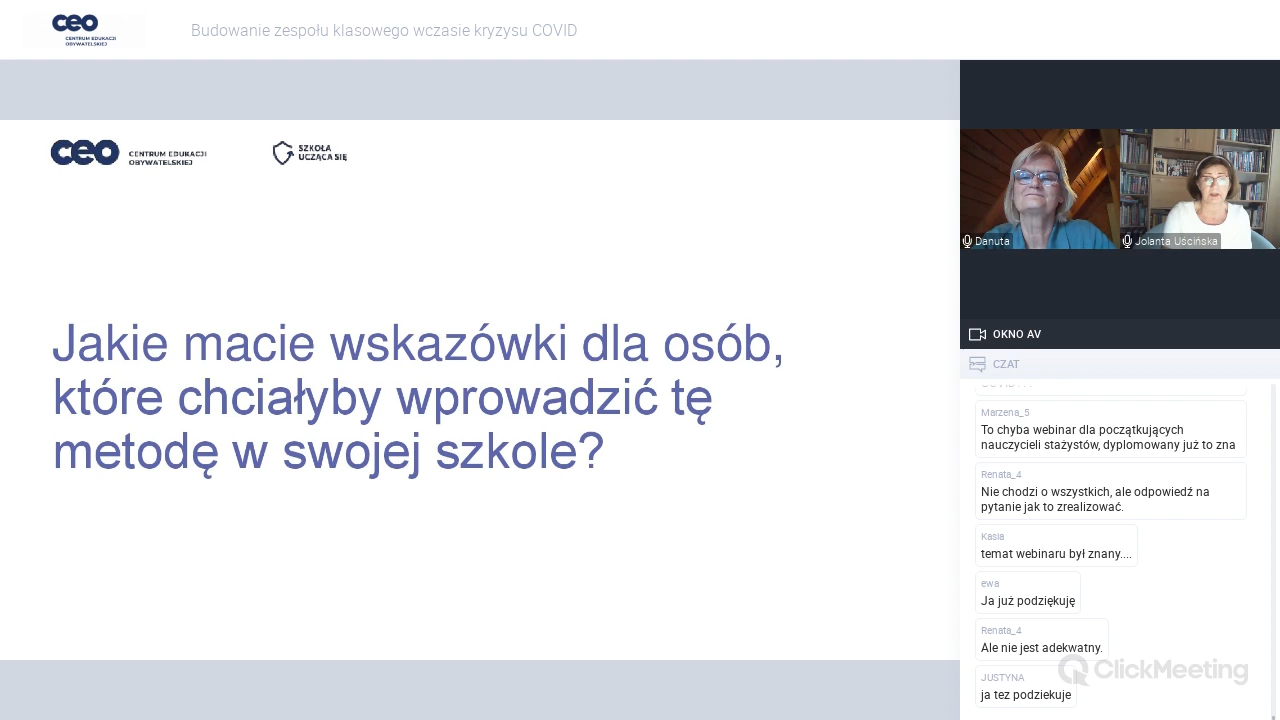 ceo
CENTRUM EDUKACJI
OBYWATELSKIEJ
Budowanie zespołu klasowego wczasie kryzysu COVID
ceo
CENTRUM EDUKACJI
OBYWATELSKIEJ
SZKOŁA
UCZĄCA SIĘ
Jakie macie wskazówki dla osób,
które chciałyby wprowadzić tę
metodę w swojej szkole?
Danuta
Jolanta Uścińska
OKNO AV
CZAT
Marzena_5
To chyba webinar dla początkujących
nauczycieli stażystów, dyplomowany już to zna
Renata_4
Nie chodzi o wszystkich, ale odpowiedź na
pytanie jak to zrealizować.
Kasia
temat webinaru był znany....
ewa
Ja już podziękuję
Renata_4
Ale nie jest adekwatny.
JUSTYNA
ja tez podziekuje
ClickMeeting